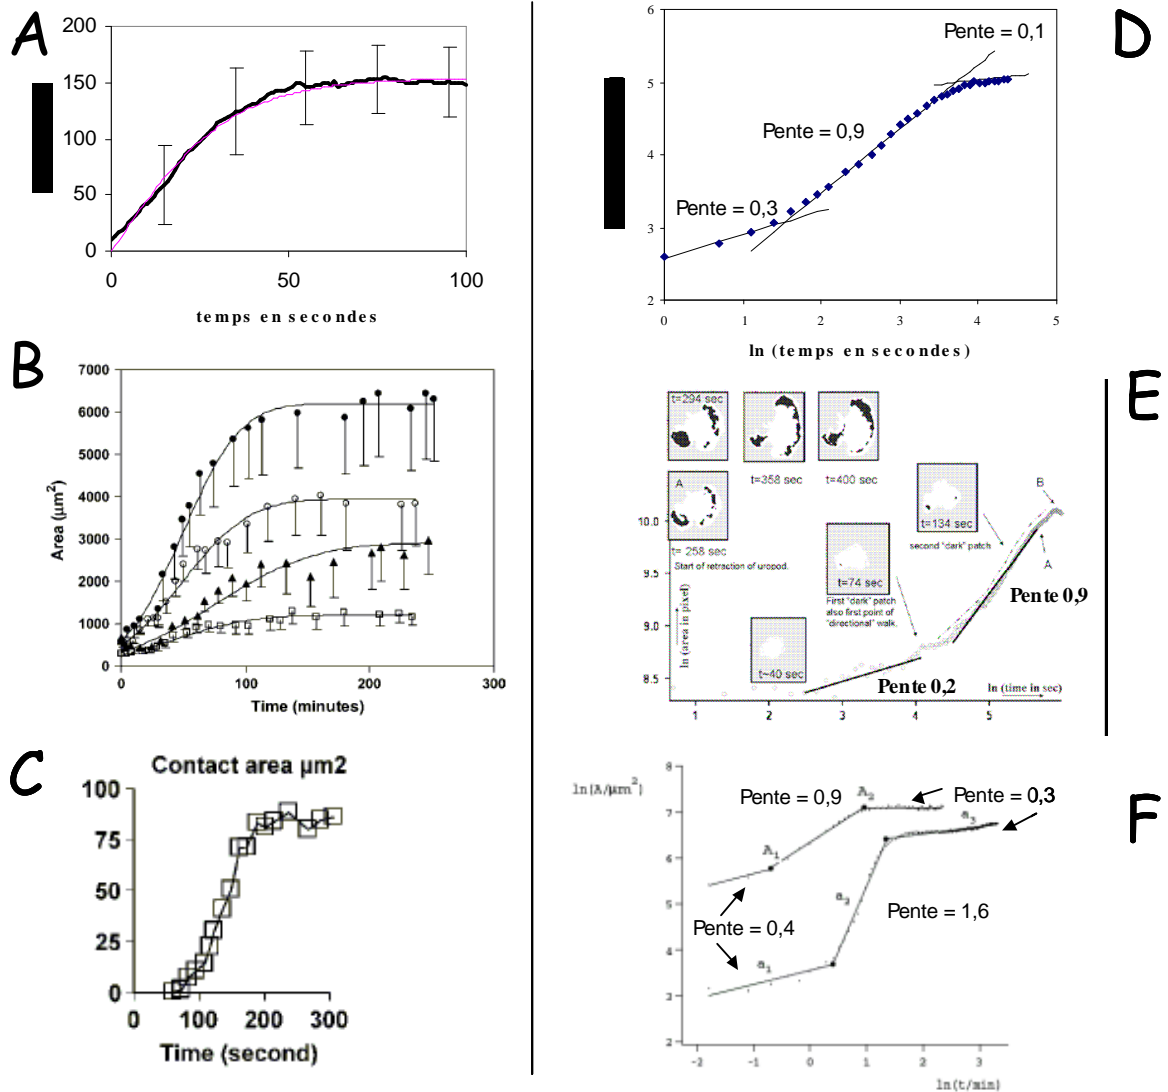 A
200
150
100
50
0
0
50
100
temps en secondes
B
7000
6000
5000
4000
3000
2000
1000
0
Area (µm²)
0
100
200
300
Time (minutes)
C
Contact area µm2
100
75
50
25
0
0
100
200
300
Time (second)
D
6
5
4
3
2
Pente = 0,1
Pente = 0,9
Pente = 0,3
0
1
2
3
4
5
ln (temps en secondes)
E
t=294 sec
t=358 sec
t=400 sec
A
t= 258 sec
Start of retraction of uropod.
t=134 sec
second "dark" patch
B
A
t=74 sec
First "dark" patch
also first point of
"directional" walk.
t~40 sec
10.0
9.5
9.0
8.5
ln (area in pixel)
Pente 0,9
Pente 0,2
ln (time in sec)
1
2
3
4
5
F
ln(A/µm²)
8
7
6
5
4
3
2
Pente = 0,9
A2
Pente = 0,3
a3
A1
a2
Pente = 1,6
Pente = 0,4
a1
-2
-1
0
1
2
3
ln(t/min)